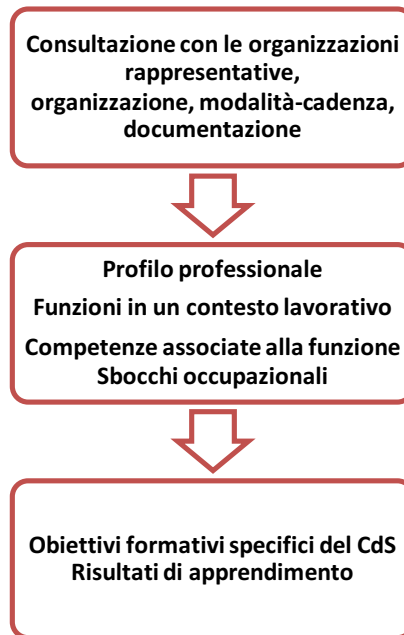 Consultazione con le organizzazioni
rappresentative,
organizzazione, modalità-cadenza,
documentazione
Profilo professionale
Funzioni in un contesto lavorativo
Competenze associate alla funzione
Sbocchi occupazionali
Obiettivi formativi specifici del CdS
Risultati di apprendimento